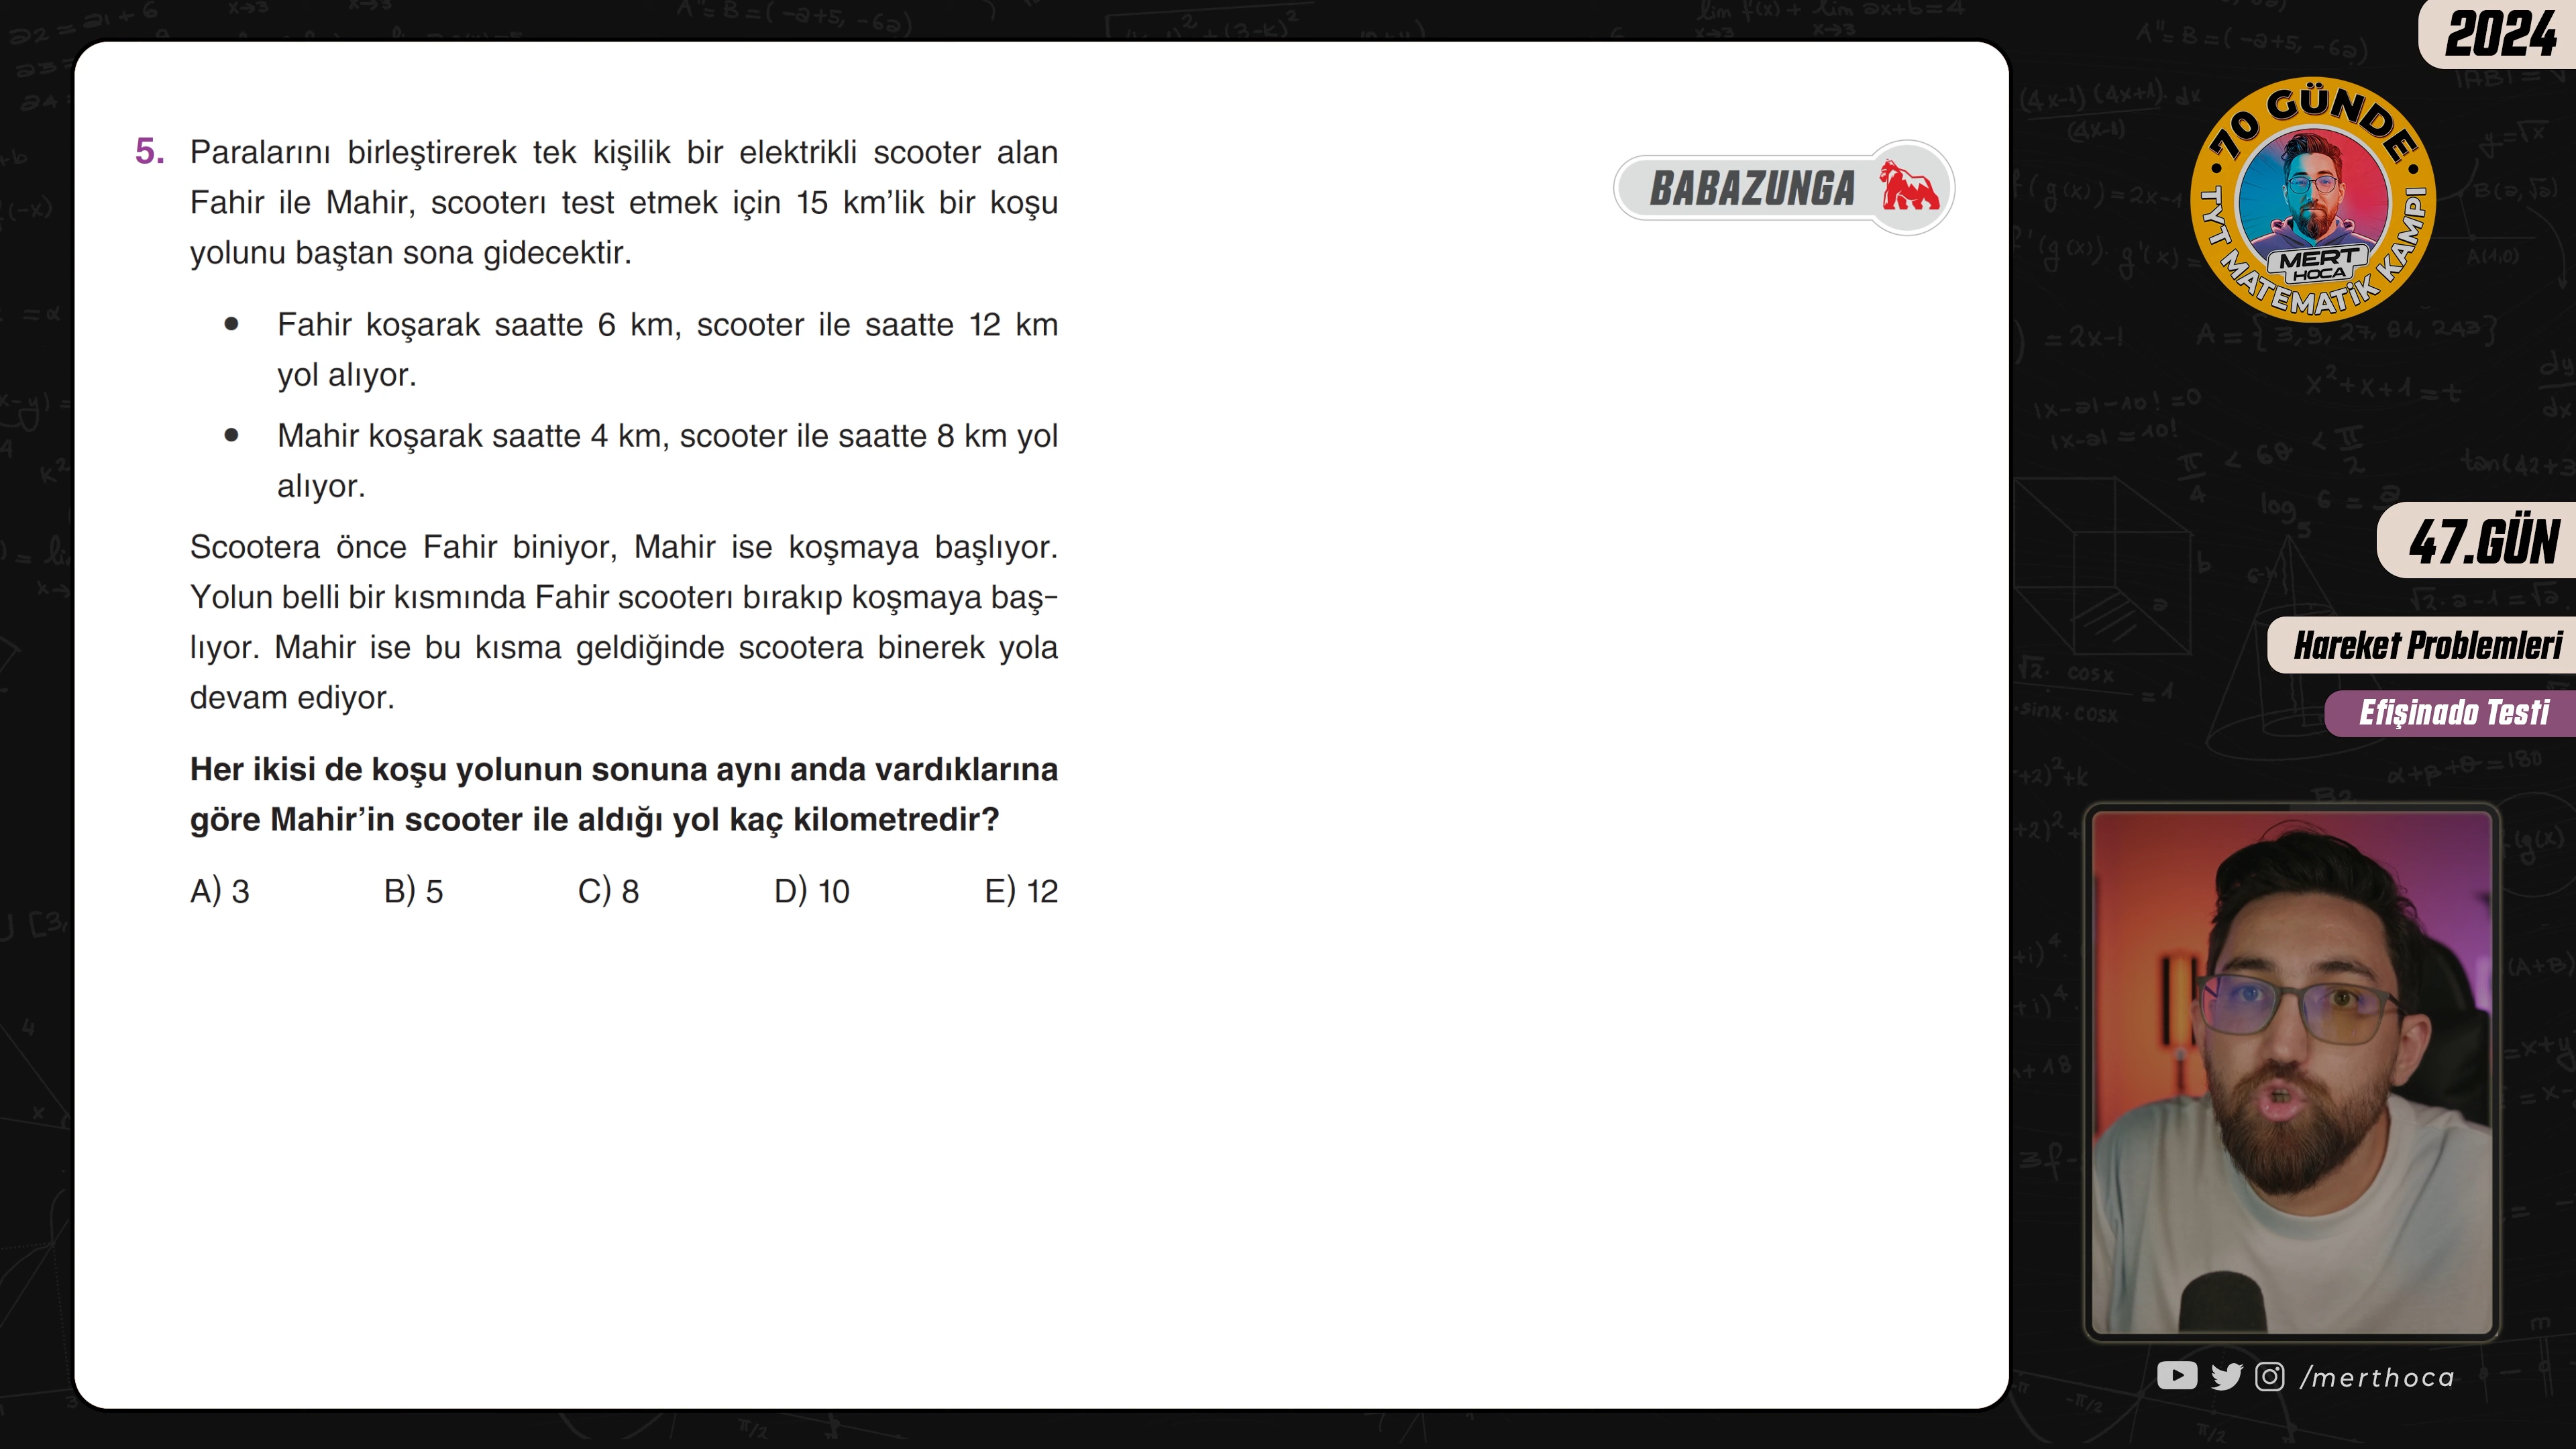 2024
70 GÜNDE
TYT MATEMATİK KAMPI
MERT
HOCA
BABAZUNGA
5. Paralarını birleştirerek tek kişilik bir elektrikli scooter alan
Fahir ile Mahir, scooterı test etmek için 15 km’lik bir koşu
yolunu baştan sona gidecektir.
• Fahir koşarak saatte 6 km, scooter ile saatte 12 km
yol alıyor.
• Mahir koşarak saatte 4 km, scooter ile saatte 8 km yol
alıyor.
Scootera önce Fahir biniyor, Mahir ise koşmaya başlıyor.
Yolun belli bir kısmında Fahir scooterı bırakıp koşmaya baş-
lıyor. Mahir ise bu kısma geldiğinde scootera binerek yola
devam ediyor.
Her ikisi de koşu yolunun sonuna aynı anda vardıklarına
göre Mahir’in scooter ile aldığı yol kaç kilometredir?
A) 3 B) 5 C) 8 D) 10 E) 12
47.GÜN
Hareket Problemleri
Efişinado Testi
/merthoca